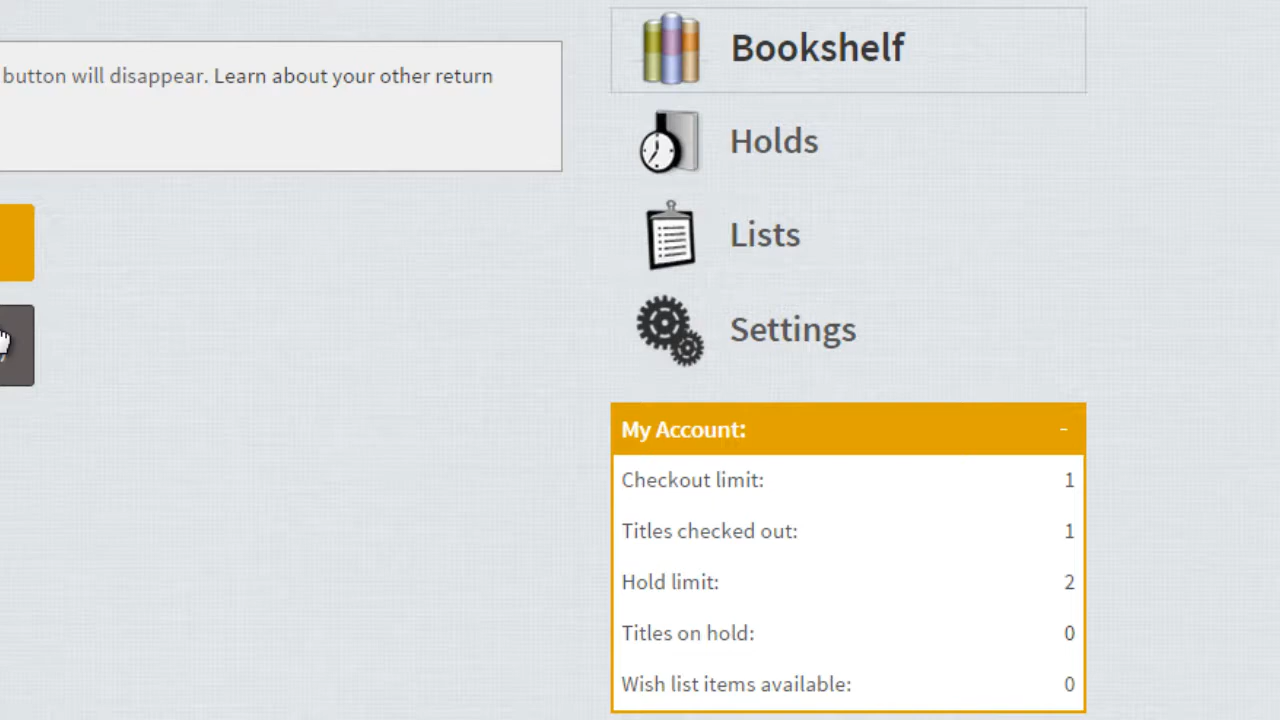 button will disappear. Learn about your other return
Bookshelf
Holds
Lists
Settings
My Account: -
Checkout limit: 1
Titles checked out: 1
Hold limit: 2
Titles on hold: 0
Wish list items available: 0